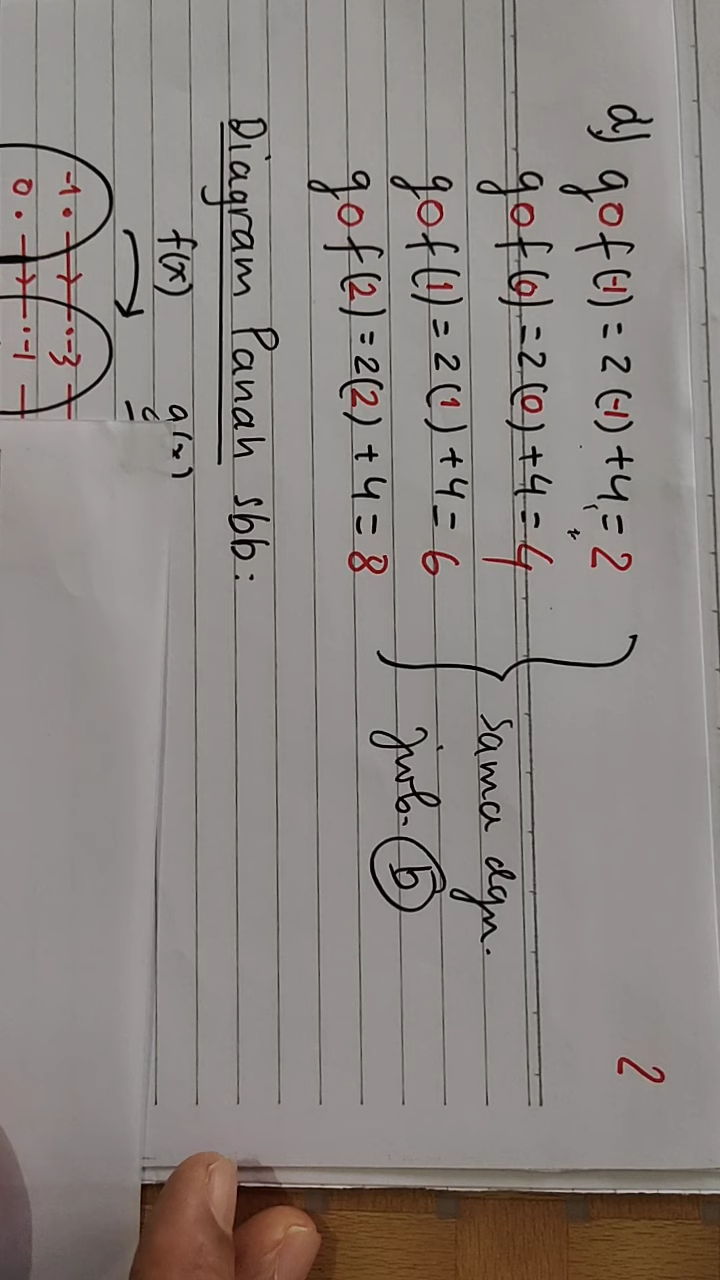 2
d) gof(-1) = 2(-1) + 4 = 2
gof(0) = 2(0) + 4 = 4
gof(1) = 2(1) + 4 = 6
gof(2) = 2(2) + 4 = 8
sama dgn.
jwb. b
Diagram Panah sbb:
f(x) g(x)
-1 -3
0 -1